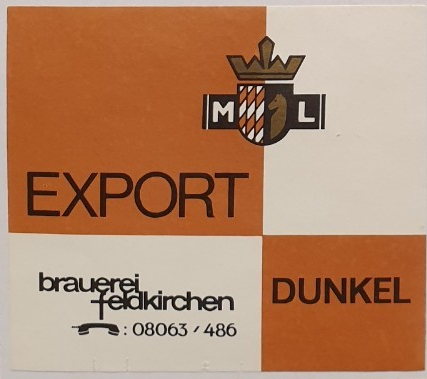 M L
EXPORT
brauerei
feldkirchen
: 08063 / 486
DUNKEL